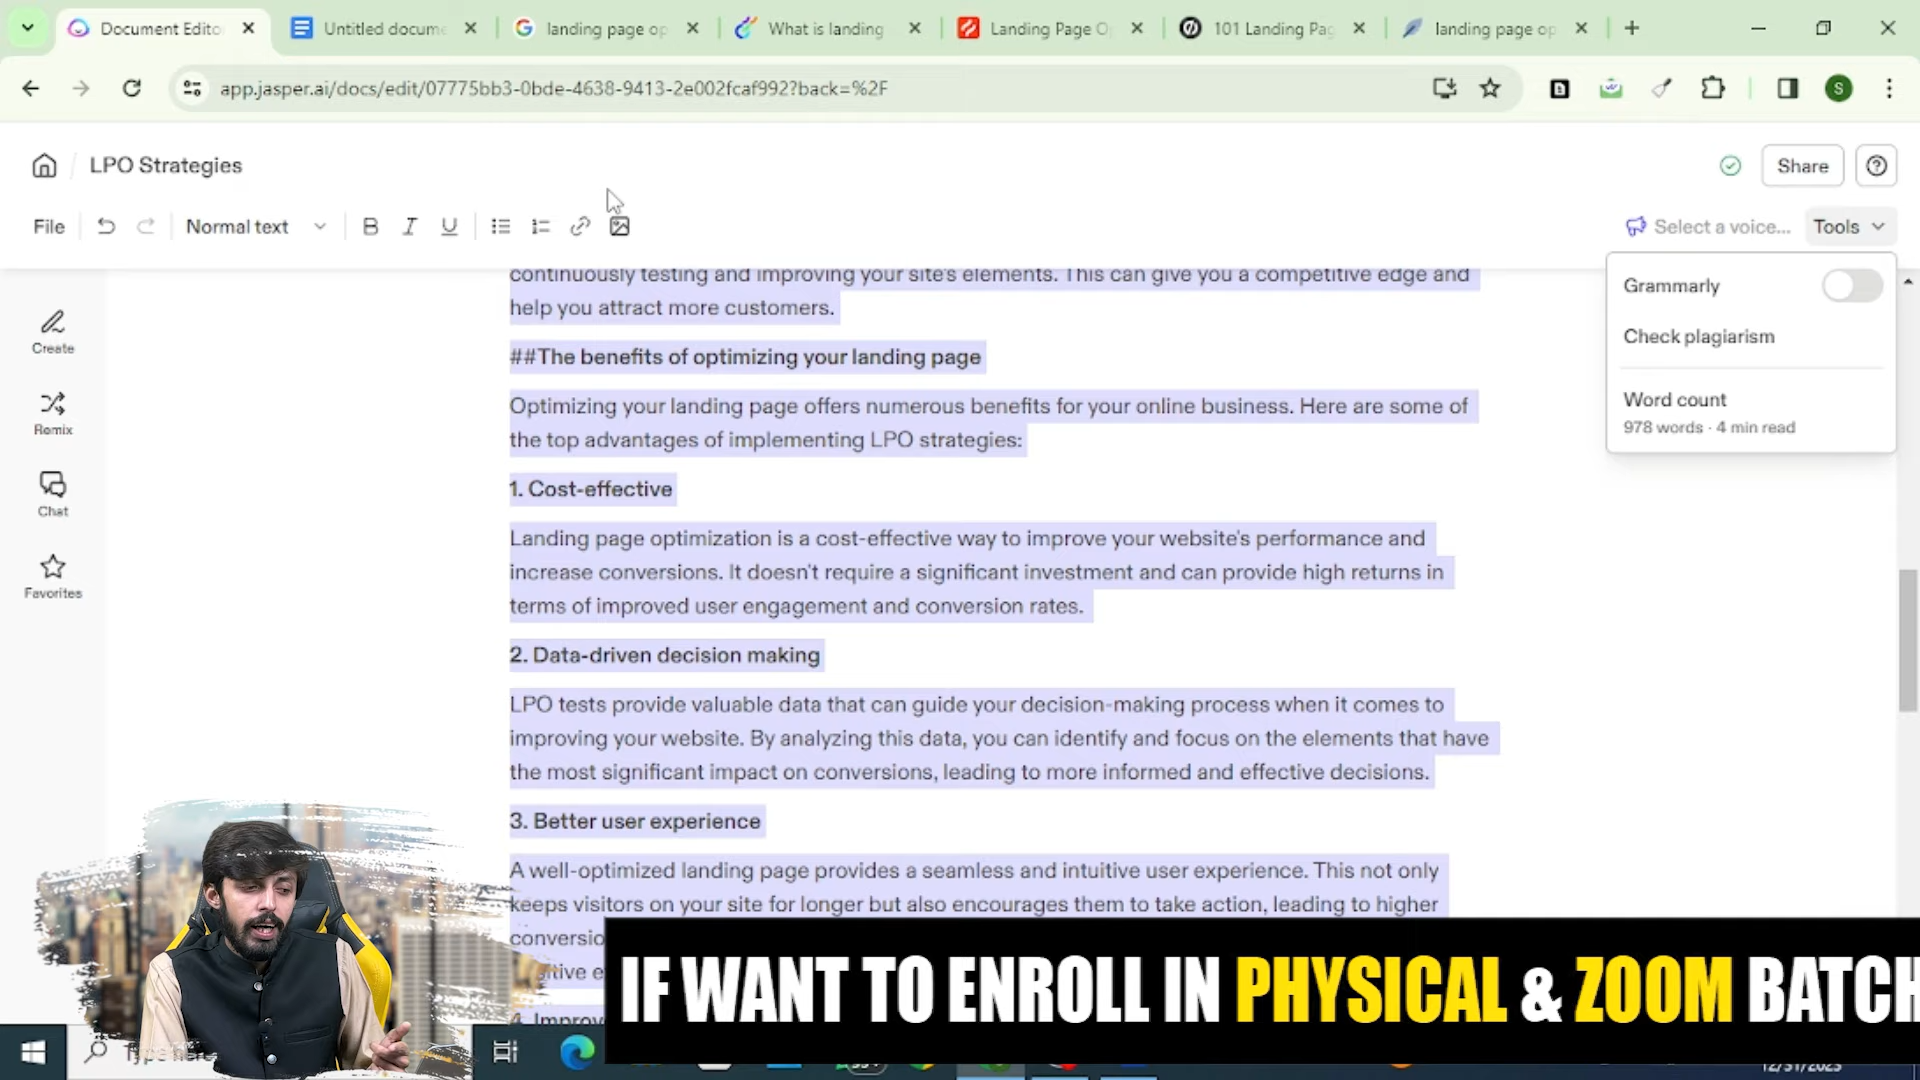 Document Edito
Untitled docume
landing page op
What is landing
Landing Page O
101 Landing Pag
landing page op
app.jasper.ai/docs/edit/07775bb3-0bde-4638-9413-2e002fcaf992?back=%2F
S
LPO Strategies
Share
File
Normal text
B
I
U
Select a voice...
Tools
Grammarly
Check plagiarism
Word count
978 words · 4 min read
Create
Remix
Chat
Favorites
continuously testing and improving your site's elements. This can give you a competitive edge and
help you attract more customers.
##The benefits of optimizing your landing page
Optimizing your landing page offers numerous benefits for your online business. Here are some of
the top advantages of implementing LPO strategies:
1. Cost-effective
Landing page optimization is a cost-effective way to improve your website's performance and
increase conversions. It doesn't require a significant investment and can provide high returns in
terms of improved user engagement and conversion rates.
2. Data-driven decision making
LPO tests provide valuable data that can guide your decision-making process when it comes to
improving your website. By analyzing this data, you can identify and focus on the elements that have
the most significant impact on conversions, leading to more informed and effective decisions.
3. Better user experience
A well-optimized landing page provides a seamless and intuitive user experience. This not only
keeps visitors on your site for longer but also encourages them to take action, leading to higher
conversio
4. Improv
IF WANT TO ENROLL IN PHYSICAL & ZOOM BATCH
12/31/2023